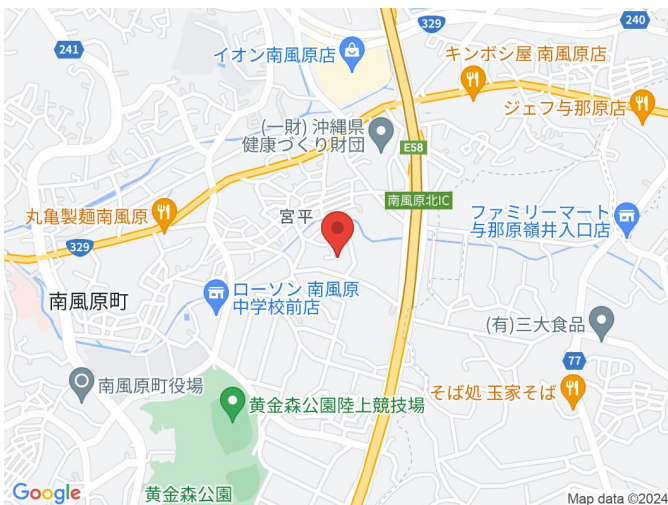 329
240
241
イオン南風原店
キンボシ屋 南風原店
ジェフ与那原店
(一財) 沖縄県
健康づくり財団
E58
南風原北IC
丸亀製麺南風原
宮平
ファミリーマート
与那原嶺井入口店
329
南風原町
ローソン 南風原
中学校前店
(有)三大食品
77
南風原町役場
そば処 玉家そば
黄金森公園陸上競技場
黄金森公園
Google
Map data ©2024